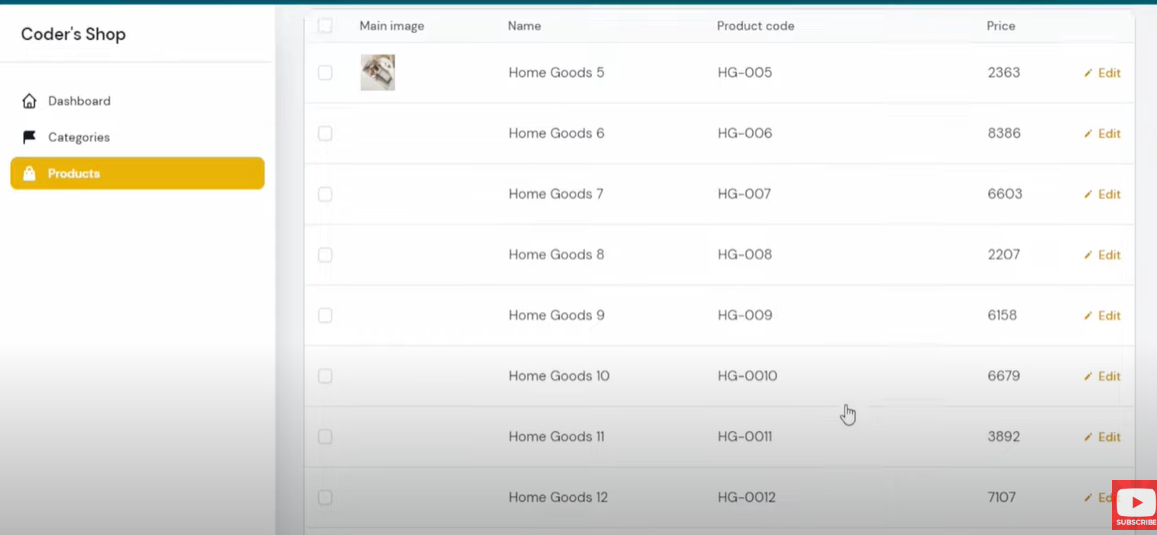 Coder's Shop
Dashboard
Categories
Products
Main image Name Product code Price
Home Goods 5 HG-005 2363 Edit
Home Goods 6 HG-006 8386 Edit
Home Goods 7 HG-007 6603 Edit
Home Goods 8 HG-008 2207 Edit
Home Goods 9 HG-009 6158 Edit
Home Goods 10 HG-0010 6679 Edit
Home Goods 11 HG-0011 3892 Edit
Home Goods 12 HG-0012 7107 Ed
SUBSCRIBE